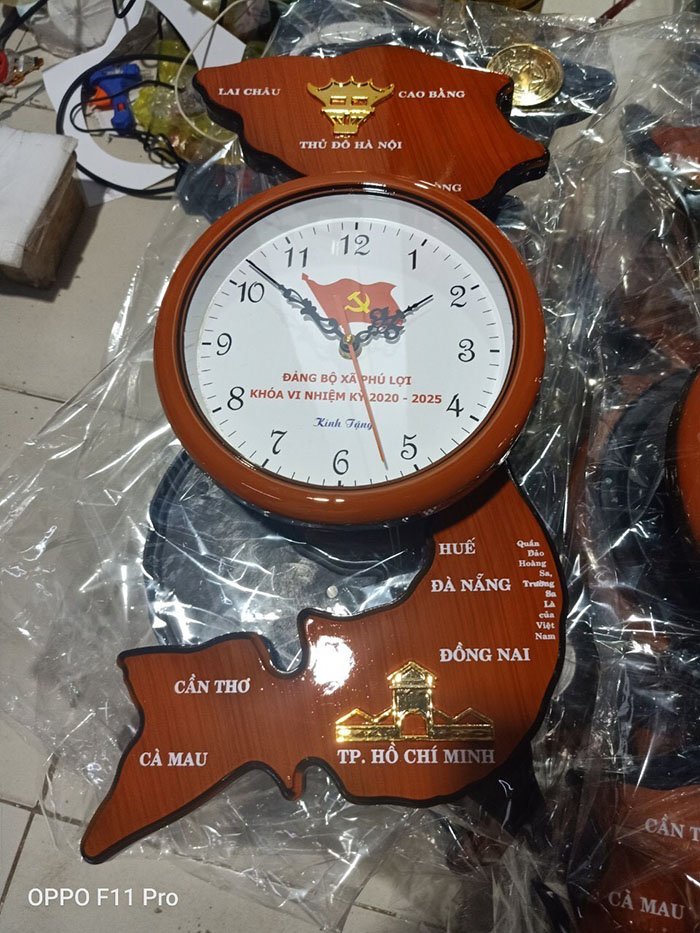 LAI CHÂU
CAO BẰNG
THỦ ĐÔ HÀ NỘI
11 12
10 2
9 3
8 4
7 6 5
ĐẢNG BỘ XÃ PHÚ LỢI
KHÓA VI NHIỆM KỲ 2020 - 2025
Kính Tặng
HUẾ
ĐÀ NẴNG
ĐỒNG NAI
Quần
Đảo
Hoàng
Sa,
Trường
Sa
Là
của
Việt
Nam
CẦN THƠ
CÀ MAU
TP. HỒ CHÍ MINH
CẦN
CÀ MAU
OPPO F11 Pro